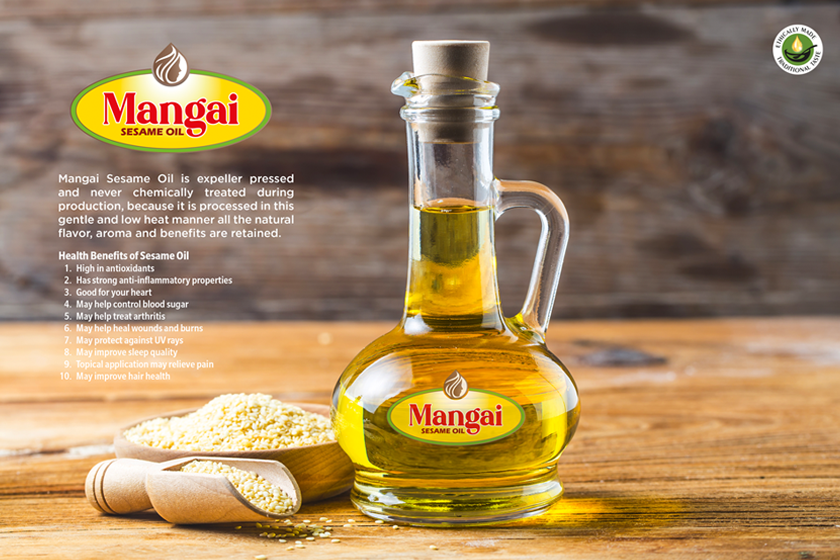 Mangai
SESAME OIL
ETHICALLY MADE
TRADITIONAL TASTE
Mangai Sesame Oil is expeller pressed
and never chemically treated during
production, because it is processed in this
gentle and low heat manner all the natural
flavor, aroma and benefits are retained.
Health Benefits of Sesame Oil
1. High in antioxidants
2. Has strong anti-inflammatory properties
3. Good for your heart
4. May help control blood sugar
5. May help treat arthritis
6. May help heal wounds and burns
7. May protect against UV rays
8. May improve sleep quality
9. Topical application may relieve pain
10. May improve hair health
Mangai
SESAME OIL